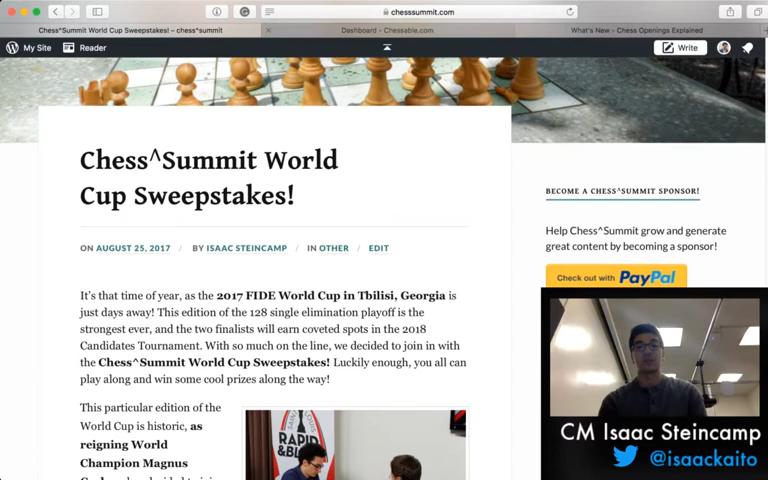 chesssummit.com
Chess^Summit World Cup Sweepstakes! – chess^summit
Dashboard - Chessable.com
What's New - Chess Openings Explained
My Site
Reader
Write
Chess^Summit World
Cup Sweepstakes!
ON AUGUST 25, 2017 / BY ISAAC STEINCAMP / IN OTHER / EDIT
It's that time of year, as the 2017 FIDE World Cup in Tbilisi, Georgia is
just days away! This edition of the 128 single elimination playoff is the
strongest ever, and the two finalists will earn coveted spots in the 2018
Candidates Tournament. With so much on the line, we decided to join in with
the Chess^Summit World Cup Sweepstakes! Luckily enough, you all can
play along and win some cool prizes along the way!
This particular edition of the
World Cup is historic, as
reigning World
Champion Magnus
RAPID
BECOME A CHESS^SUMMIT SPONSOR!
Help Chess^Summit grow and generate
great content by becoming a sponsor!
Check out with PayPal
CM Isaac Steincamp
@isaackaito